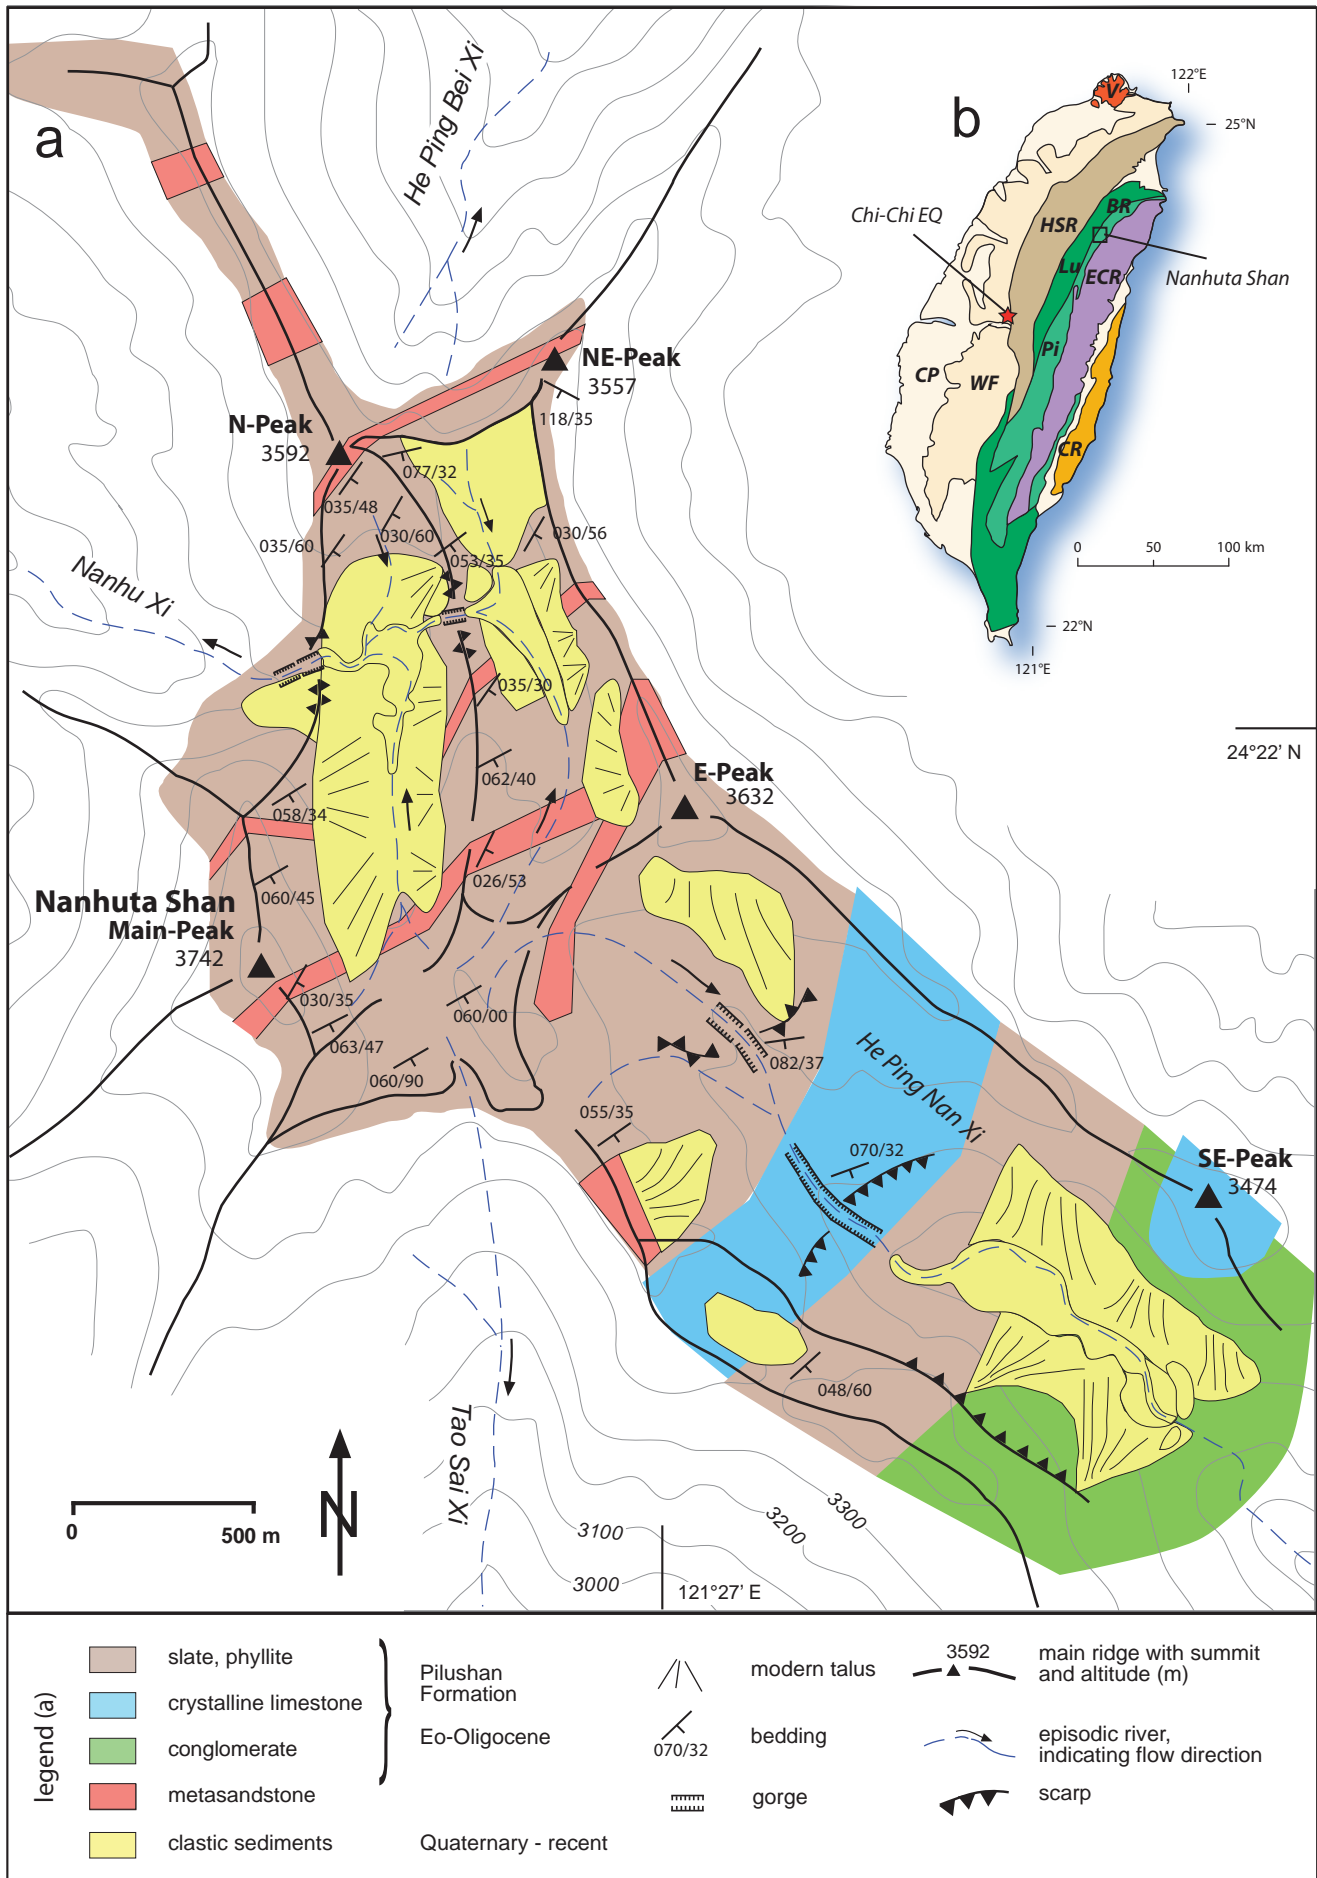 a
He Ping Bei Xi
b
V
122°E
25°N
BR
HSR
Chi-Chi EQ
Lu
ECR
Nanhuta Shan
Pi
CP
WF
CR
0 50 100 km
22°N
121°E
NE-Peak
3557
118/35
N-Peak
3592
077/32
035/48
030/60
030/56
035/60
053/35
Nanhu Xi
035/30
24°22’ N
062/40
E-Peak
3632
058/34
026/53
060/45
Nanhuta Shan
Main-Peak
3742
030/35
060/00
063/47
082/37
060/90
He Ping Nan Xi
055/35
070/32
SE-Peak
3474
048/60
Tao Sai Xi
N
0 500 m
3300
3200
3100
3000
121°27’ E
legend (a)
slate, phyllite
crystalline limestone
conglomerate
metasandstone
clastic sediments
Pilushan
Formation
Eo-Oligocene
Quaternary - recent
modern talus
070/32
bedding
gorge
3592
main ridge with summit
and altitude (m)
episodic river,
indicating flow direction
scarp